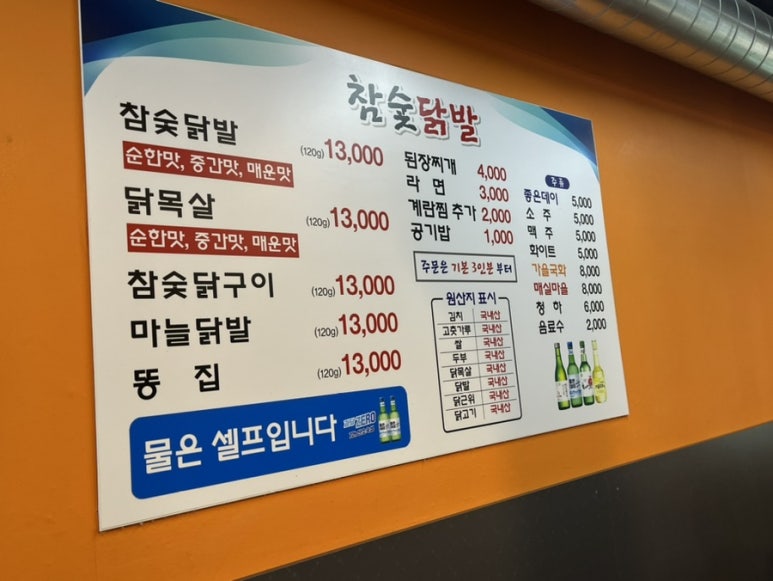 참숯닭발
참숯닭발 (120g) 13,000
순한맛, 중간맛, 매운맛
닭목살 (120g) 13,000
순한맛, 중간맛, 매운맛
참숯닭구이 (120g) 13,000
마늘닭발 (120g) 13,000
똥 집 (120g) 13,000
물은 셀프입니다
ZERO
된장찌개 4,000
라 면 3,000
계란찜 추가 2,000
공기밥 1,000
주문은 기본 3인분 부터
원산지 표시
김치 국내산
고춧가루 국내산
쌀 국내산
두부 국내산
닭목살 국내산
닭발 국내산
닭근위 국내산
닭고기 국내산
주류
좋은데이 5,000
소 주 5,000
맥 주 5,000
화이트 5,000
가을국화 8,000
매실마을 8,000
청 하 6,000
음료수 2,000